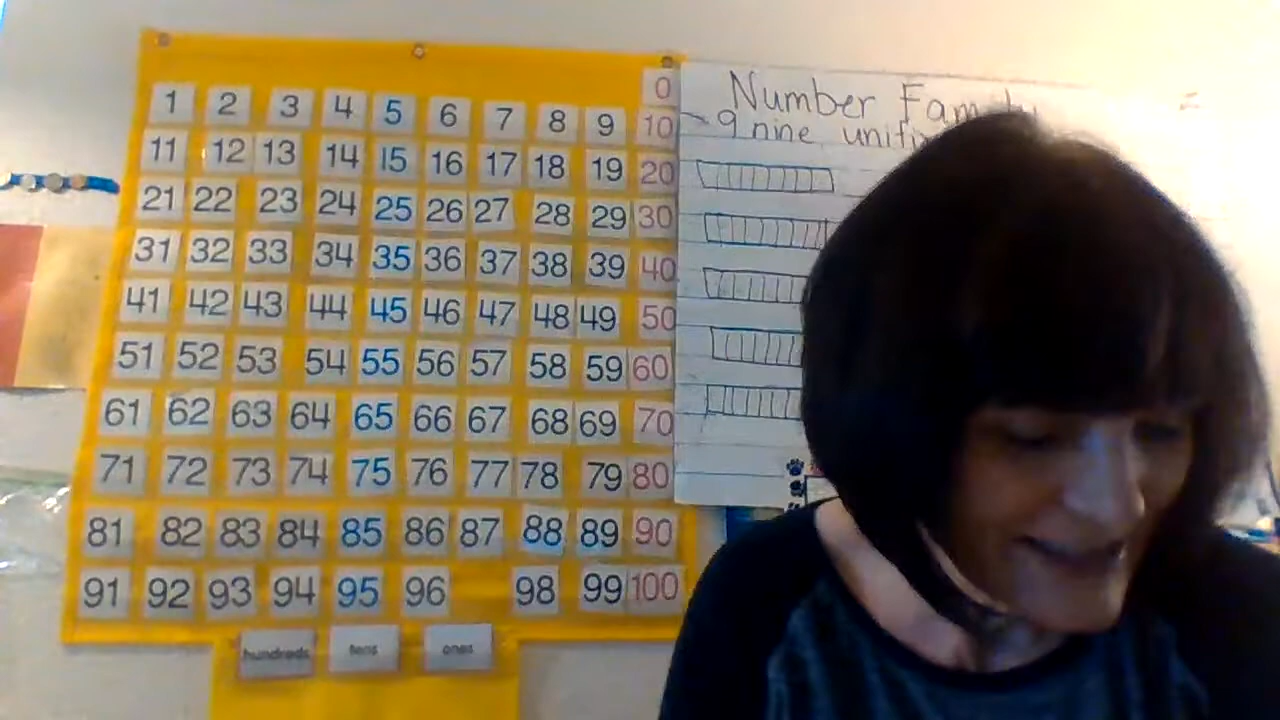 0
1 2 3 4 5 6 7 8 9 10
11 12 13 14 15 16 17 18 19 20
21 22 23 24 25 26 27 28 29 30
31 32 33 34 35 36 37 38 39 40
41 42 43 44 45 46 47 48 49 50
51 52 53 54 55 56 57 58 59 60
61 62 63 64 65 66 67 68 69 70
71 72 73 74 75 76 77 78 79 80
81 82 83 84 85 86 87 88 89 90
91 92 93 94 95 96 98 99 100
hundreds tens ones
Number
9 nine